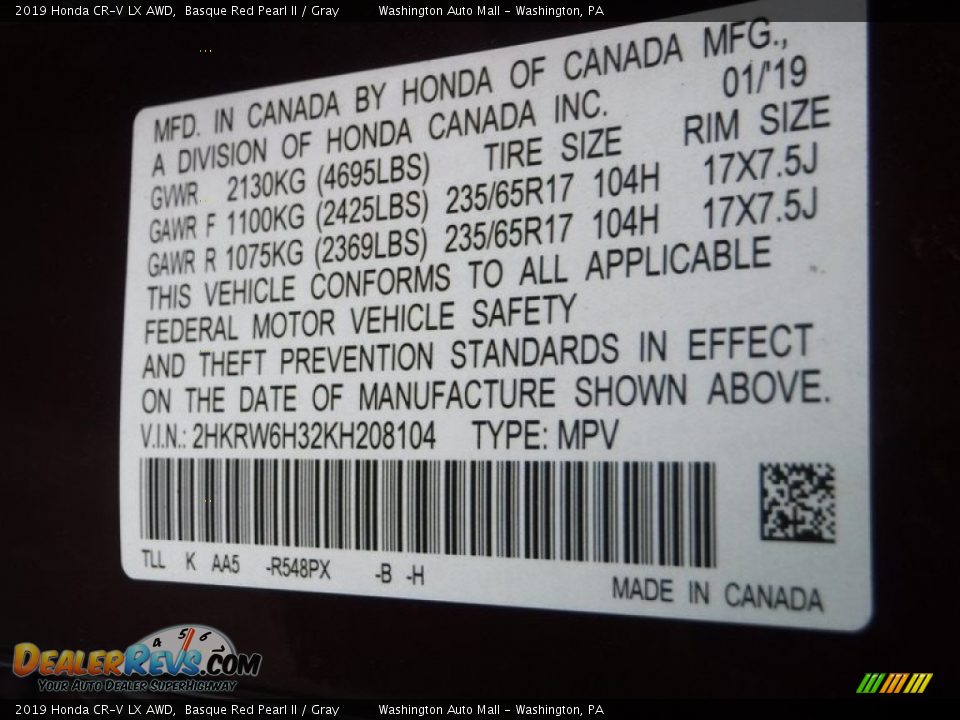 2019 Honda CR-V LX AWD,  Basque Red Pearl II / Gray     Washington Auto Mall - Washington, PA
MFD. IN CANADA BY HONDA OF CANADA MFG.,
A DIVISION OF HONDA CANADA INC. 01/'19
GVWR 2130KG (4695LBS) TIRE SIZE RIM SIZE
GAWR F 1100KG (2425LBS) 235/65R17 104H 17X7.5J
GAWR R 1075KG (2369LBS) 235/65R17 104H 17X7.5J
THIS VEHICLE CONFORMS TO ALL APPLICABLE
FEDERAL MOTOR VEHICLE SAFETY
AND THEFT PREVENTION STANDARDS IN EFFECT
ON THE DATE OF MANUFACTURE SHOWN ABOVE.
V.I.N.: 2HKRW6H32KH208104 TYPE: MPV
TLL K AA5 -R548PX -B -H
MADE IN CANADA
4 5 6
DEALERREVS.COM
YOUR AUTO DEALER SUPERHIGHWAY
2019 Honda CR-V LX AWD,  Basque Red Pearl II / Gray     Washington Auto Mall - Washington, PA